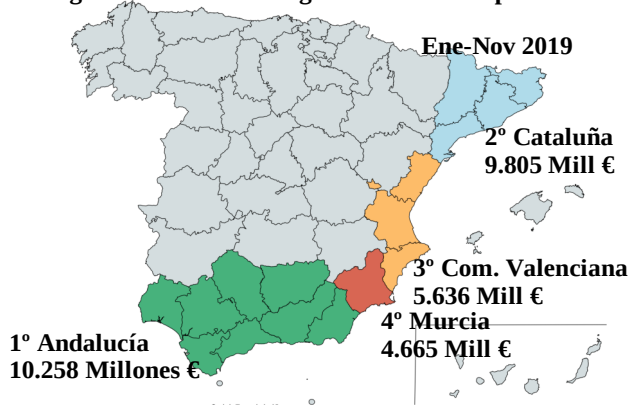 Ene-Nov 2019
2º Cataluña
9.805 Mill €
3º Com. Valenciana
5.636 Mill €
4º Murcia
4.665 Mill €
1º Andalucía
10.258 Millones €